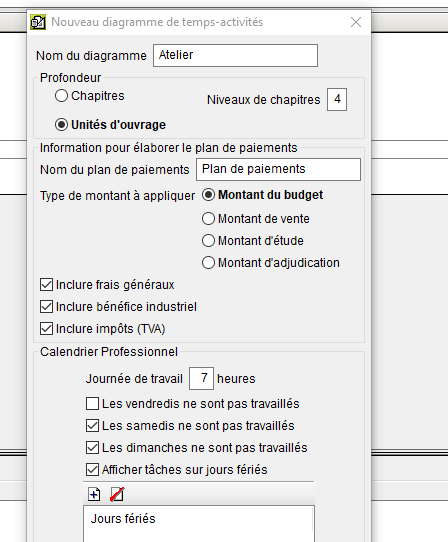 Nouveau diagramme de temps-activités
Nom du diagramme Atelier
Profondeur
Chapitres Niveaux de chapitres 4
Unités d'ouvrage
Information pour élaborer le plan de paiements
Nom du plan de paiements Plan de paiements
Type de montant à appliquer Montant du budget
Montant de vente
Montant d'étude
Montant d'adjudication
Inclure frais généraux
Inclure bénéfice industriel
Inclure impôts (TVA)
Calendrier Professionnel
Journée de travail 7 heures
Les vendredis ne sont pas travaillés
Les samedis ne sont pas travaillés
Les dimanches ne sont pas travaillés
Afficher tâches sur jours fériés
Jours fériés